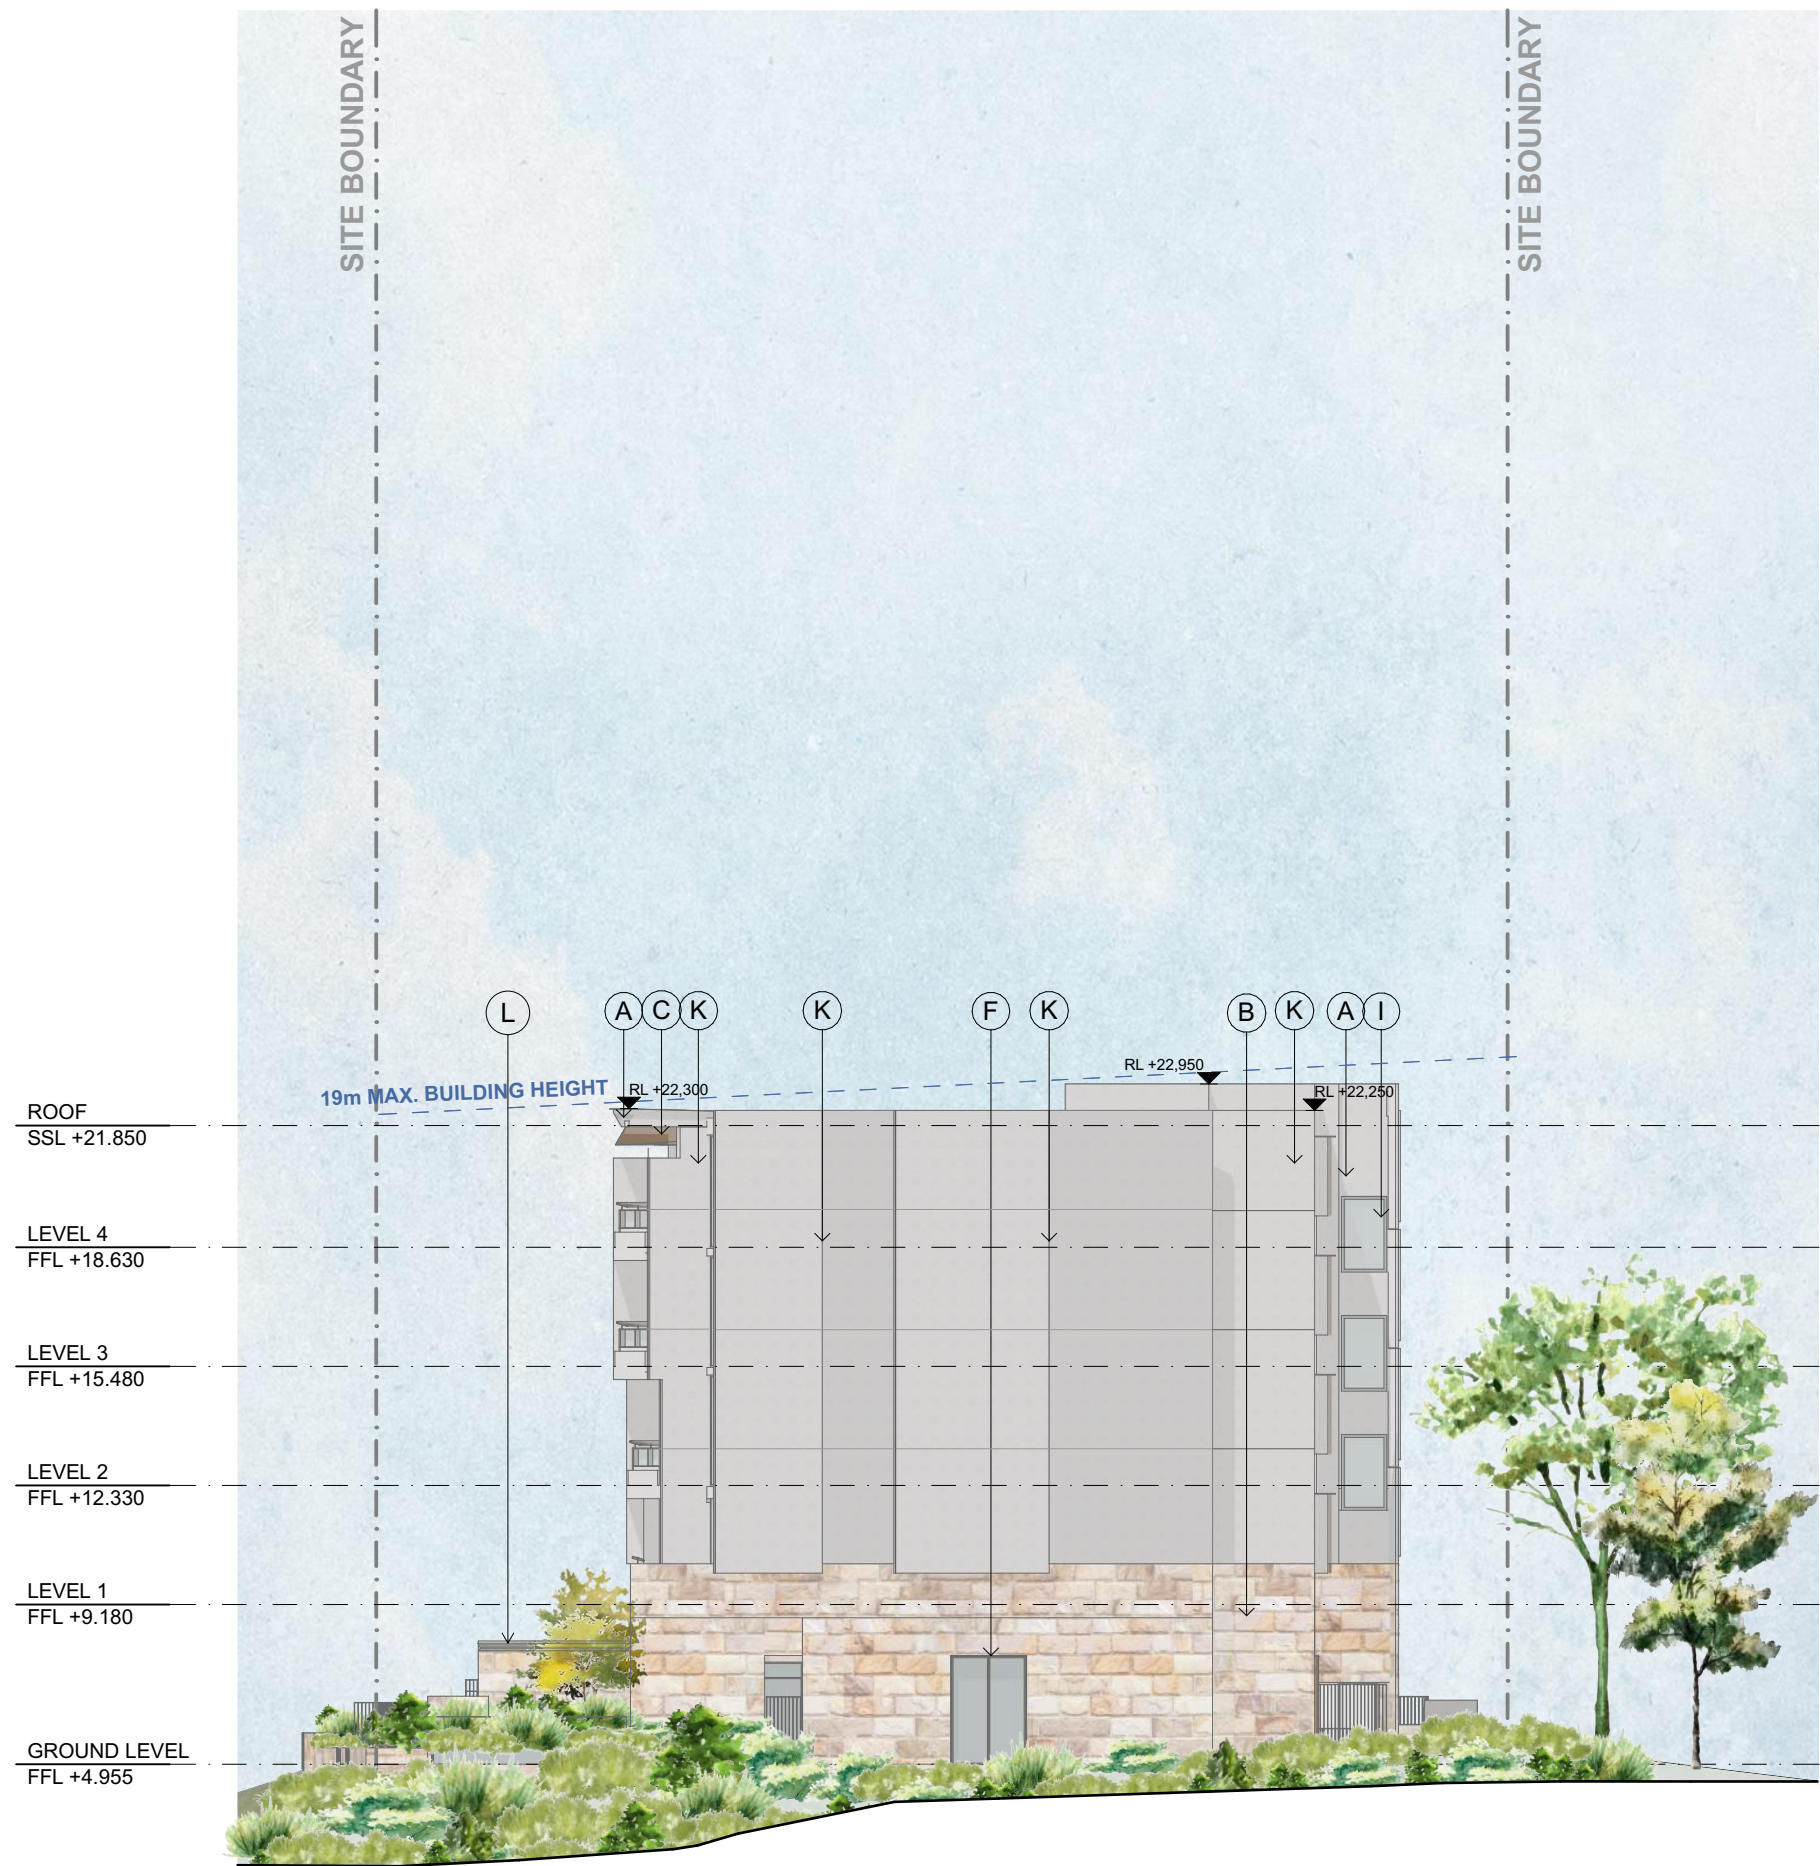 SITE BOUNDARY
SITE BOUNDARY
L
A
C
K
K
F
K
B
K
A
I
19m MAX. BUILDING HEIGHT
RL +22,300
RL +22,950
RL +22,250
ROOF
SSL +21.850
LEVEL 4
FFL +18.630
LEVEL 3
FFL +15.480
LEVEL 2
FFL +12.330
LEVEL 1
FFL +9.180
GROUND LEVEL
FFL +4.955